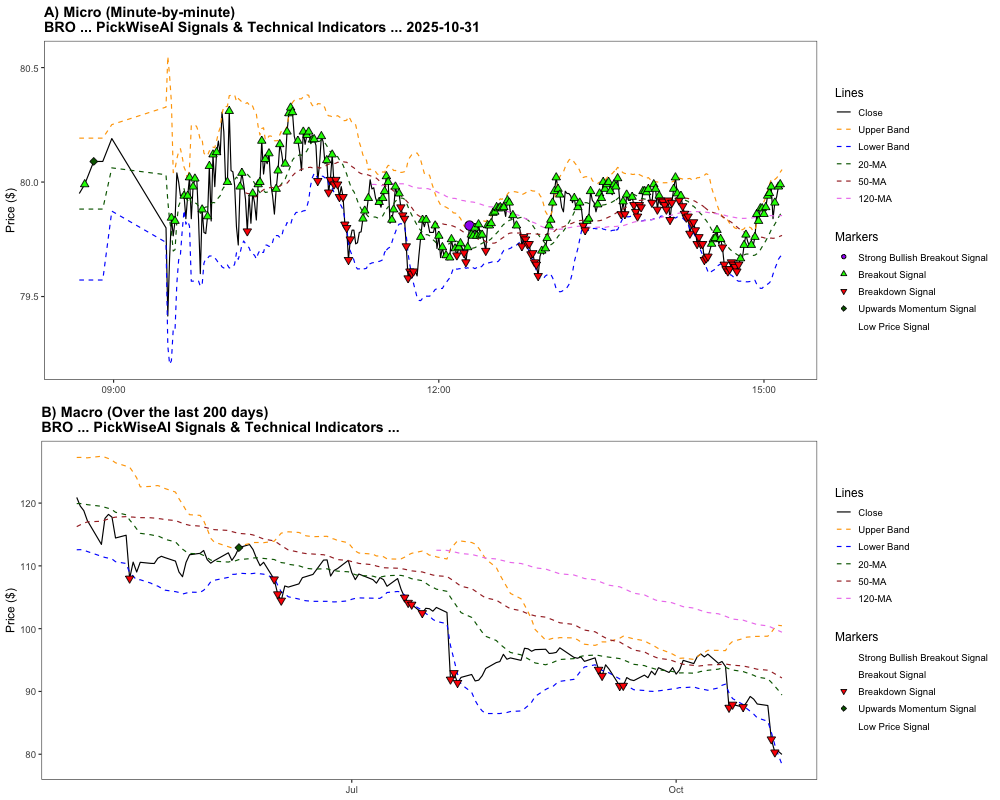 A) Micro (Minute-by-minute)
BRO ... PickWiseAI Signals & Technical Indicators ... 2025-10-31
Price ($)
80.5
80.0
79.5
09:00
12:00
15:00
Lines
Close
Upper Band
Lower Band
20-MA
50-MA
120-MA
Markers
Strong Bullish Breakout Signal
Breakout Signal
Breakdown Signal
Upwards Momentum Signal
Low Price Signal
B) Macro (Over the last 200 days)
BRO ... PickWiseAI Signals & Technical Indicators ...
Price ($)
120
110
100
90
80
Jul
Oct
Lines
Close
Upper Band
Lower Band
20-MA
50-MA
120-MA
Markers
Strong Bullish Breakout Signal
Breakout Signal
Breakdown Signal
Upwards Momentum Signal
Low Price Signal